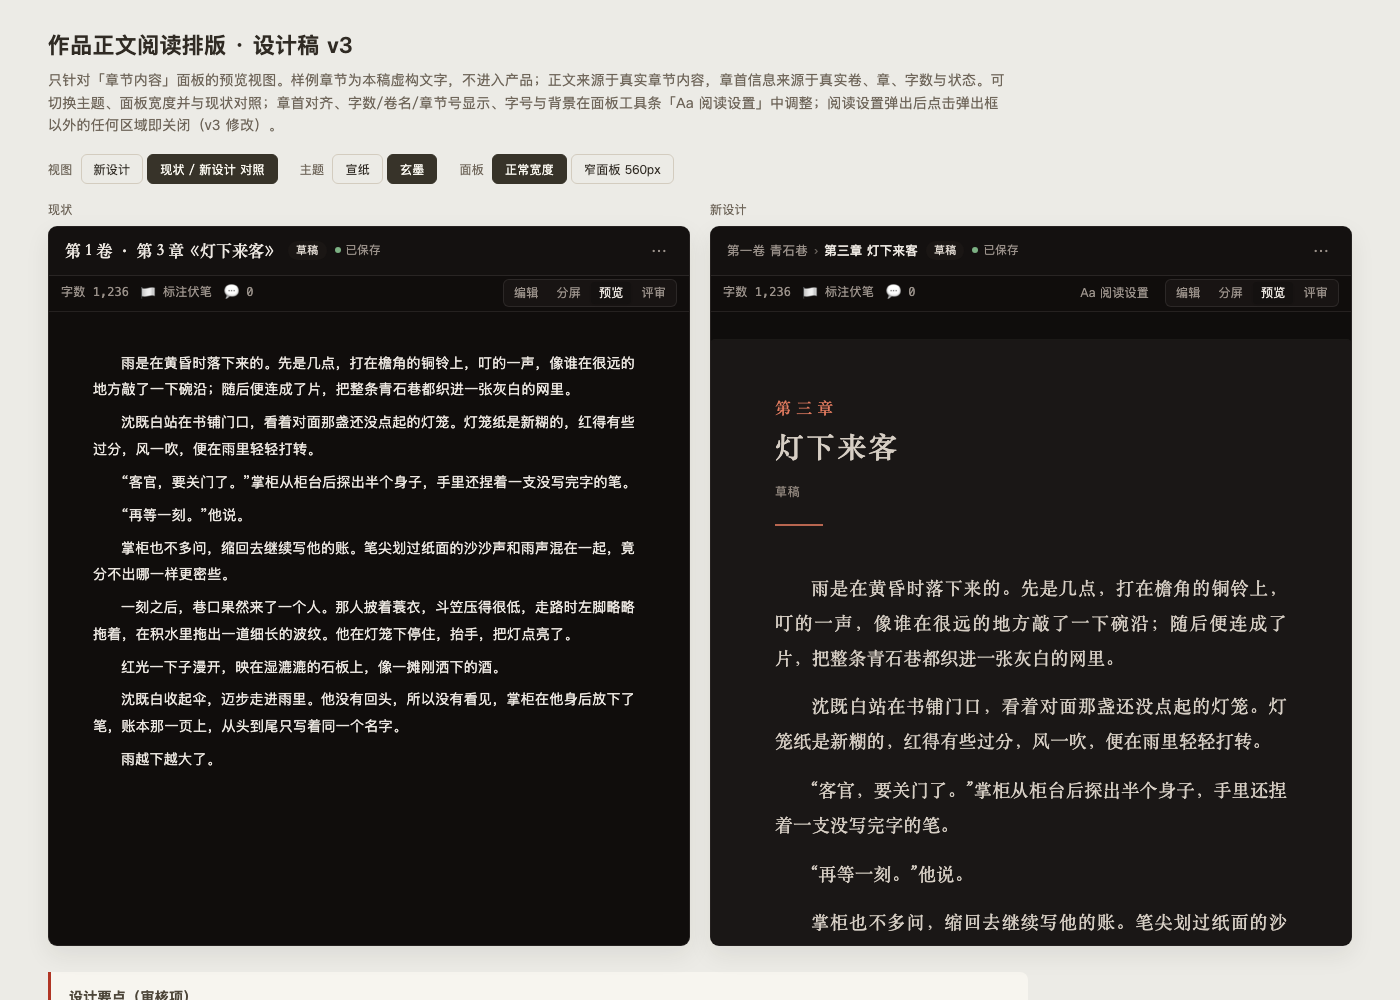 作品正文阅读排版 · 设计稿 v3
只针对「章节内容」面板的预览视图。样例章节为本稿虚构文字，不进入产品；正文来源于真实章节内容，章首信息来源于真实卷、章、字数与状态。可
切换主题、面板宽度并与现状对照；章首对齐、字数/卷名/章节号显示、字号与背景在面板工具条「Aa 阅读设置」中调整；阅读设置弹出后点击弹出框
以外的任何区域即关闭（v3 修改）。
视图 新设计 现状 / 新设计 对照 主题 宣纸 玄墨 面板 正常宽度 窄面板 560px
现状
第 1 卷 · 第 3 章《灯下来客》 草稿 已保存 ···
字数 1,236 标注伏笔 0 编辑 分屏 预览 评审
雨是在黄昏时落下来的。先是几点，打在檐角的铜铃上，叮的一声，像谁在很远的
地方敲了一下碗沿；随后便连成了片，把整条青石巷都织进一张灰白的网里。
沈既白站在书铺门口，看着对面那盏还没点起的灯笼。灯笼纸是新糊的，红得有些
过分，风一吹，便在雨里轻轻打转。
“客官，要关门了。”掌柜从柜台后探出半个身子，手里还捏着一支没写完字的笔。
“再等一刻。”他说。
掌柜也不多问，缩回去继续写他的账。笔尖划过纸面的沙沙声和雨声混在一起，竟
分不出哪一样更密些。
一刻之后，巷口果然来了一个人。那人披着蓑衣，斗笠压得很低，走路时左脚略略
拖着，在积水里拖出一道细长的波纹。他在灯笼下停住，抬手，把灯点亮了。
红光一下子漫开，映在湿漉漉的石板上，像一摊刚洒下的酒。
沈既白收起伞，迈步走进雨里。他没有回头，所以没有看见，掌柜在他身后放下了
笔，账本那一页上，从头到尾只写着同一个名字。
雨越下越大了。
新设计
第一卷 青石巷 › 第三章 灯下来客 草稿 已保存 ···
字数 1,236 标注伏笔 0 Aa 阅读设置 编辑 分屏 预览 评审
第三章
灯下来客
草稿
雨是在黄昏时落下来的。先是几点，打在檐角的铜铃上，
叮的一声，像谁在很远的地方敲了一下碗沿；随后便连成了
片，把整条青石巷都织进一张灰白的网里。
沈既白站在书铺门口，看着对面那盏还没点起的灯笼。灯
笼纸是新糊的，红得有些过分，风一吹，便在雨里轻轻打转。
“客官，要关门了。”掌柜从柜台后探出半个身子，手里还捏
着一支没写完字的笔。
“再等一刻。”他说。
掌柜也不多问，缩回去继续写他的账。笔尖划过纸面的沙
设计要点（审核项）